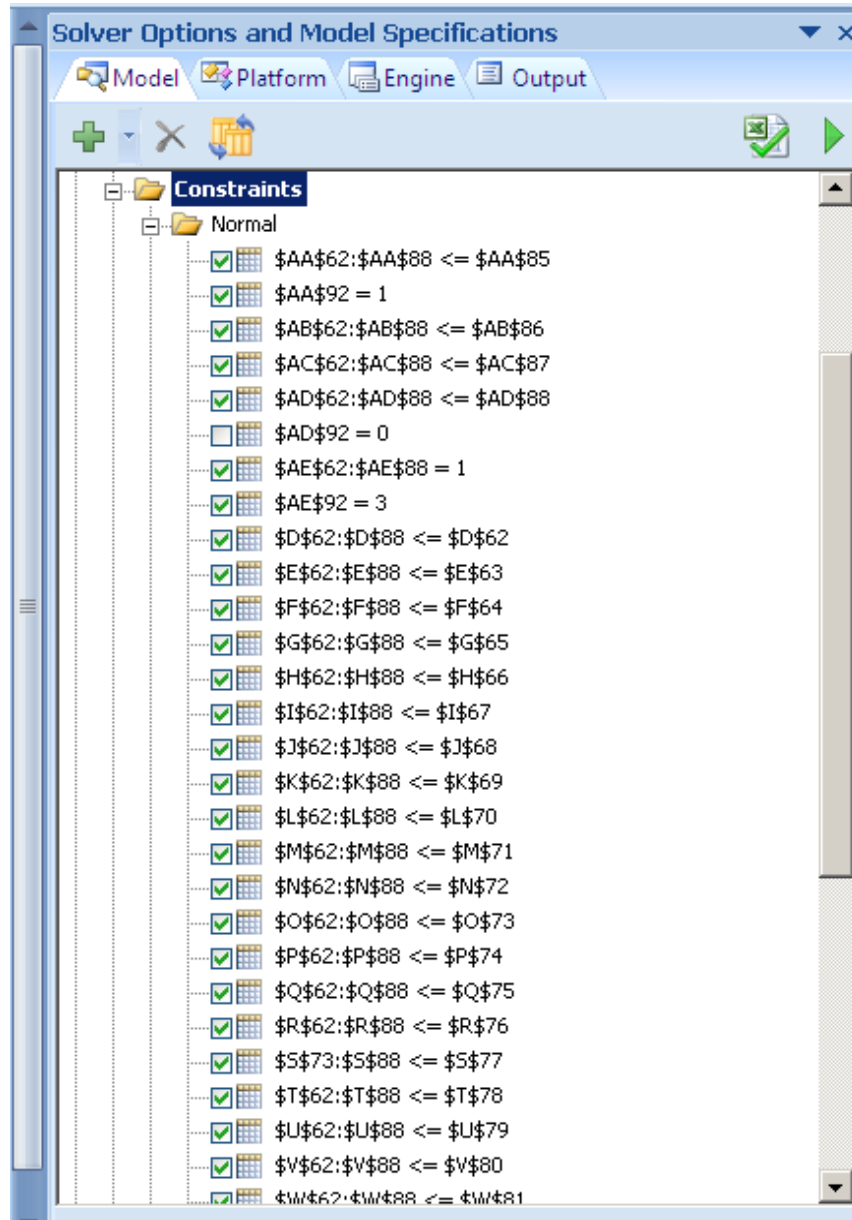 Solver Options and Model Specifications
Model Platform Engine Output
Constraints
Normal
$AA$62:$AA$88 <= $AA$85
$AA$92 = 1
$AB$62:$AB$88 <= $AB$86
$AC$62:$AC$88 <= $AC$87
$AD$62:$AD$88 <= $AD$88
$AD$92 = 0
$AE$62:$AE$88 = 1
$AE$92 = 3
$D$62:$D$88 <= $D$62
$E$62:$E$88 <= $E$63
$F$62:$F$88 <= $F$64
$G$62:$G$88 <= $G$65
$H$62:$H$88 <= $H$66
$I$62:$I$88 <= $I$67
$J$62:$J$88 <= $J$68
$K$62:$K$88 <= $K$69
$L$62:$L$88 <= $L$70
$M$62:$M$88 <= $M$71
$N$62:$N$88 <= $N$72
$O$62:$O$88 <= $O$73
$P$62:$P$88 <= $P$74
$Q$62:$Q$88 <= $Q$75
$R$62:$R$88 <= $R$76
$S$73:$S$88 <= $S$77
$T$62:$T$88 <= $T$78
$U$62:$U$88 <= $U$79
$V$62:$V$88 <= $V$80
$W$62:$W$88 <= $W$81